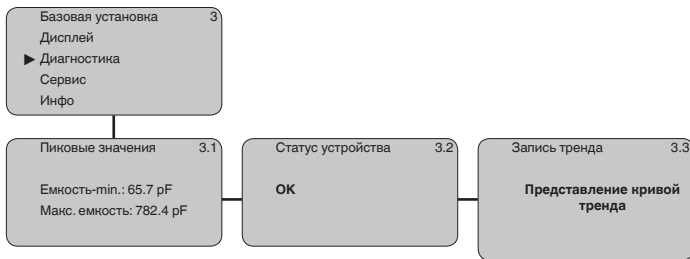 Базовая установка 3
Дисплей
Диагностика
Сервис
Инфо
Пиковые значения 3.1
Емкость-min.: 65.7 pF
Макс. емкость: 782.4 pF
Статус устройства 3.2
OK
Запись тренда 3.3
Представление кривой
тренда